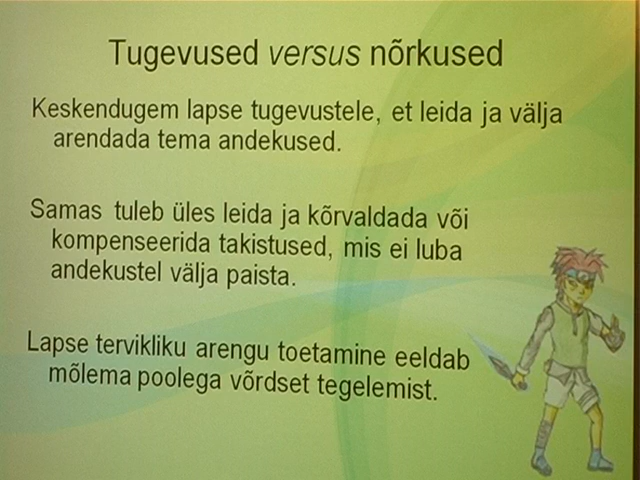 Tugevused versus nõrkused
Keskendugem lapse tugevustele, et leida ja välja
arendada tema andekused.
Samas tuleb üles leida ja kõrvaldada või
kompenseerida takistused, mis ei luba
andekustel välja paista.
Lapse tervikliku arengu toetamine eeldab
mõlema poolega võrdset tegelemist.